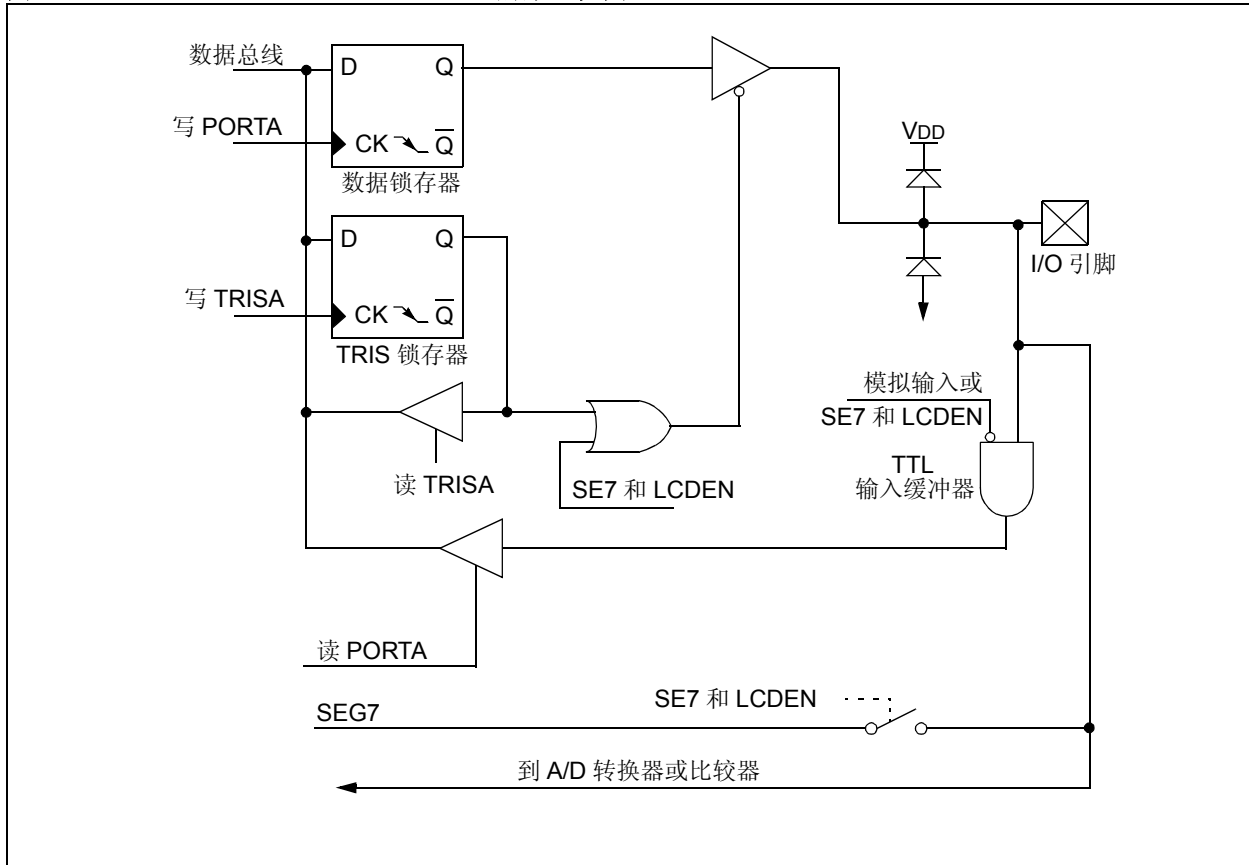 数据总线
D Q
写 PORTA
CK Q
数据锁存器
D Q
写 TRISA
CK Q
TRIS 锁存器
读 TRISA
SE7 和 LCDEN
VDD
I/O 引脚
模拟输入或
SE7 和 LCDEN
TTL
输入缓冲器
读 PORTA
SEG7
SE7 和 LCDEN
到 A/D 转换器或比较器